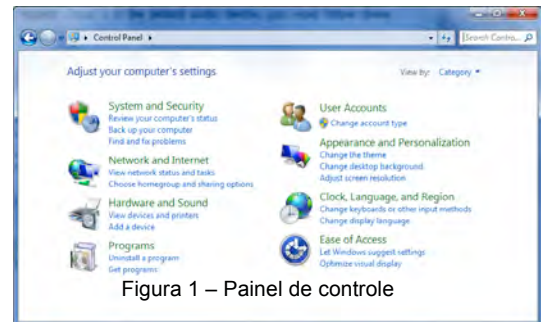 Control Panel
Search Contro...
Adjust your computer's settings
View by: Category
System and Security
Review your computer's status
Back up your computer
Find and fix problems
Network and Internet
View network status and tasks
Choose homegroup and sharing options
Hardware and Sound
View devices and printers
Add a device
Programs
Uninstall a program
Get programs
User Accounts
Change account type
Appearance and Personalization
Change the theme
Change desktop background
Adjust screen resolution
Clock, Language, and Region
Change keyboards or other input methods
Change display language
Ease of Access
Let Windows suggest settings
Optimize visual display
Figura 1 – Painel de controle